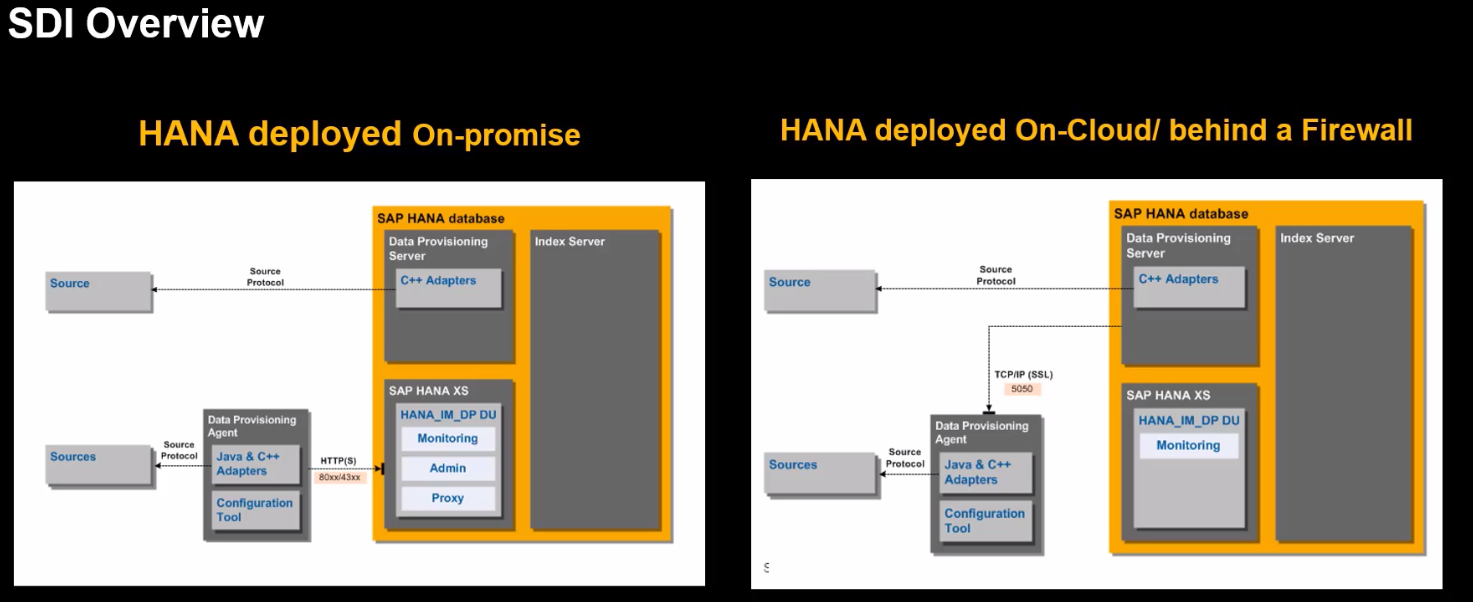 SDI Overview
HANA deployed On-promise
SAP HANA database
Data Provisioning
Server
Index Server
C++ Adapters
Source
Source
Protocol
SAP HANA XS
HANA_IM_DP DU
Monitoring
Admin
Proxy
Data Provisioning
Agent
Java & C++
Adapters
Configuration
Tool
Sources
Source
Protocol
HTTP(S)
80xx/43xx
HANA deployed On-Cloud/ behind a Firewall
SAP HANA database
Data Provisioning
Server
Index Server
C++ Adapters
Source
Source
Protocol
TCP/IP (SSL)
5050
SAP HANA XS
HANA_IM_DP DU
Monitoring
Data Provisioning
Agent
Java & C++
Adapters
Configuration
Tool
Sources
Source
Protocol